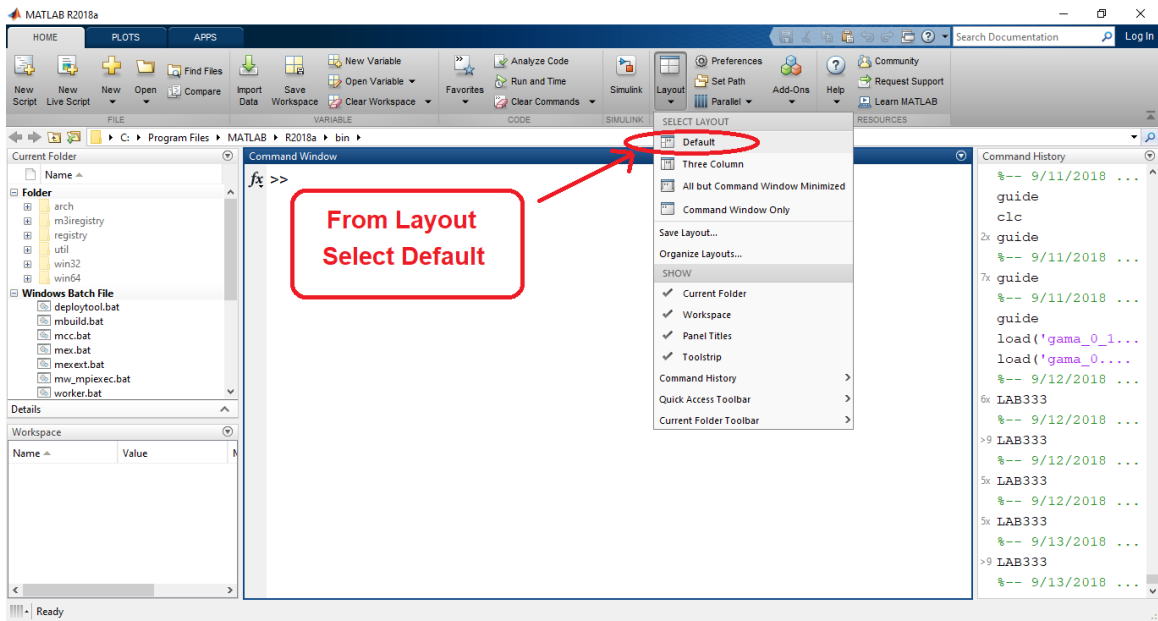 MATLAB R2018a
HOME PLOTS APPS
Search Documentation Log In
New Script
New Live Script
New
Open
Find Files
Compare
FILE
Import Data
Save Workspace
New Variable
Open Variable
Clear Workspace
VARIABLE
Favorites
Analyze Code
Run and Time
Clear Commands
CODE
Simulink
SIMULINK
Layout
Preferences
Set Path
Parallel
Add-Ons
Help
Community
Request Support
Learn MATLAB
RESOURCES
C: Program Files MATLAB R2018a bin
Current Folder
Name
Folder
arch
m3iregistry
registry
util
win32
win64
Windows Batch File
deploytool.bat
mbuild.bat
mcc.bat
mex.bat
mexext.bat
mw_mpiexec.bat
worker.bat
Details
Workspace
Name Value
Command Window
fx >>
From Layout
Select Default
SELECT LAYOUT
Default
Three Column
All but Command Window Minimized
Command Window Only
Save Layout...
Organize Layouts...
SHOW
Current Folder
Workspace
Panel Titles
Toolstrip
Command History
Quick Access Toolbar
Current Folder Toolbar
Command History
%-- 9/11/2018 ...
guide
clc
2x guide
%-- 9/11/2018 ...
7x guide
%-- 9/11/2018 ...
guide
load('gama_0_1...
load('gama_0....
%-- 9/12/2018 ...
6x LAB333
%-- 9/12/2018 ...
>9 LAB333
%-- 9/12/2018 ...
5x LAB333
%-- 9/12/2018 ...
5x LAB333
%-- 9/13/2018 ...
>9 LAB333
%-- 9/13/2018 ...
Ready